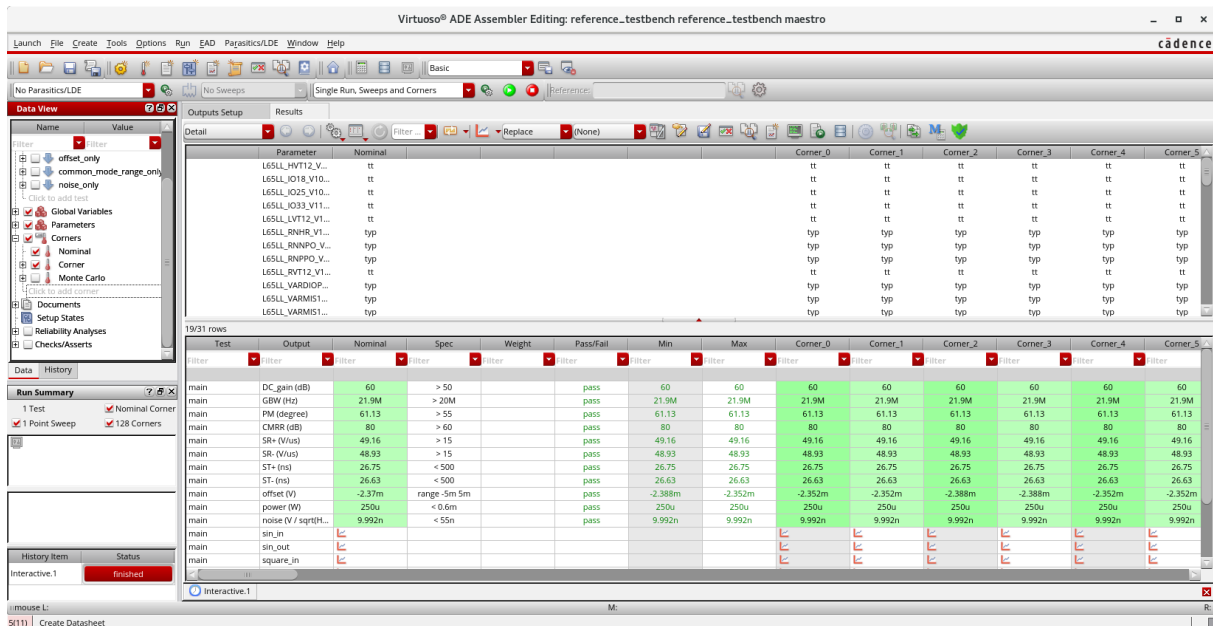 Virtuoso® ADE Assembler Editing: reference_testbench reference_testbench maestro
Launch File Create Tools Options Run EAD Parasitics/LDE Window Help
cādence
Basic
No Parasitics/LDE No Sweeps Single Run, Sweeps and Corners Reference:
Data View
Name Value
Filter Filter
offset_only
common_mode_range_only
noise_only
Click to add test
Global Variables
Parameters
Corners
Nominal
Corner
Monte Carlo
Click to add corner
Documents
Setup States
Reliability Analyses
Checks/Asserts
Data History
Run Summary
1 Test Nominal Corner
1 Point Sweep 128 Corners
History Item Status
Interactive.1 finished
Outputs Setup Results
Detail Filter ... Replace (None)
Parameter Nominal Corner_0 Corner_1 Corner_2 Corner_3 Corner_4 Corner_5
L65LL_HVT12_V... tt tt tt tt tt tt tt
L65LL_IO18_V10... tt tt tt tt tt tt tt
L65LL_IO25_V10... tt tt tt tt tt tt tt
L65LL_IO33_V11... tt tt tt tt tt tt tt
L65LL_LVT12_V1... tt tt tt tt tt tt tt
L65LL_RNHR_V1... typ typ typ typ typ typ typ
L65LL_RNNPO_V... typ typ typ typ typ typ typ
L65LL_RNPPO_V... typ typ typ typ typ typ typ
L65LL_RVT12_V1... tt tt tt tt tt tt tt
L65LL_VARDIOP... typ typ typ typ typ typ typ
L65LL_VARMIS1... typ typ typ typ typ typ typ
L65LL_VARMIS1... typ typ typ typ typ typ typ
19/31 rows
Test Output Nominal Spec Weight Pass/Fail Min Max Corner_0 Corner_1 Corner_2 Corner_3 Corner_4 Corner_5
Filter Filter Filter Filter Filter Filter Filter Filter Filter Filter Filter Filter Filter Filter
main DC_gain (dB) 60 > 50 pass 60 60 60 60 60 60 60 60
main GBW (Hz) 21.9M > 20M pass 21.9M 21.9M 21.9M 21.9M 21.9M 21.9M 21.9M 21.9M
main PM (degree) 61.13 > 55 pass 61.13 61.13 61.13 61.13 61.13 61.13 61.13 61.13
main CMRR (dB) 80 > 60 pass 80 80 80 80 80 80 80 80
main SR+ (V/us) 49.16 > 15 pass 49.16 49.16 49.16 49.16 49.16 49.16 49.16 49.16
main SR- (V/us) 48.93 > 15 pass 48.93 48.93 48.93 48.93 48.93 48.93 48.93 48.93
main ST+ (ns) 26.75 < 500 pass 26.75 26.75 26.75 26.75 26.75 26.75 26.75 26.75
main ST- (ns) 26.63 < 500 pass 26.63 26.63 26.63 26.63 26.63 26.63 26.63 26.63
main offset (V) -2.37m range -5m 5m pass -2.388m -2.352m -2.352m -2.388m -2.388m -2.388m -2.352m -2.352m
main power (W) 250u < 0.6m pass 250u 250u 250u 250u 250u 250u 250u 250u
main noise (V / sqrt(H... 9.992n < 55n pass 9.992n 9.992n 9.992n 9.992n 9.992n 9.992n 9.992n 9.992n
main sin_in
main sin_out
main square_in
Interactive.1
mouse L: M: R:
5(11) Create Datasheet